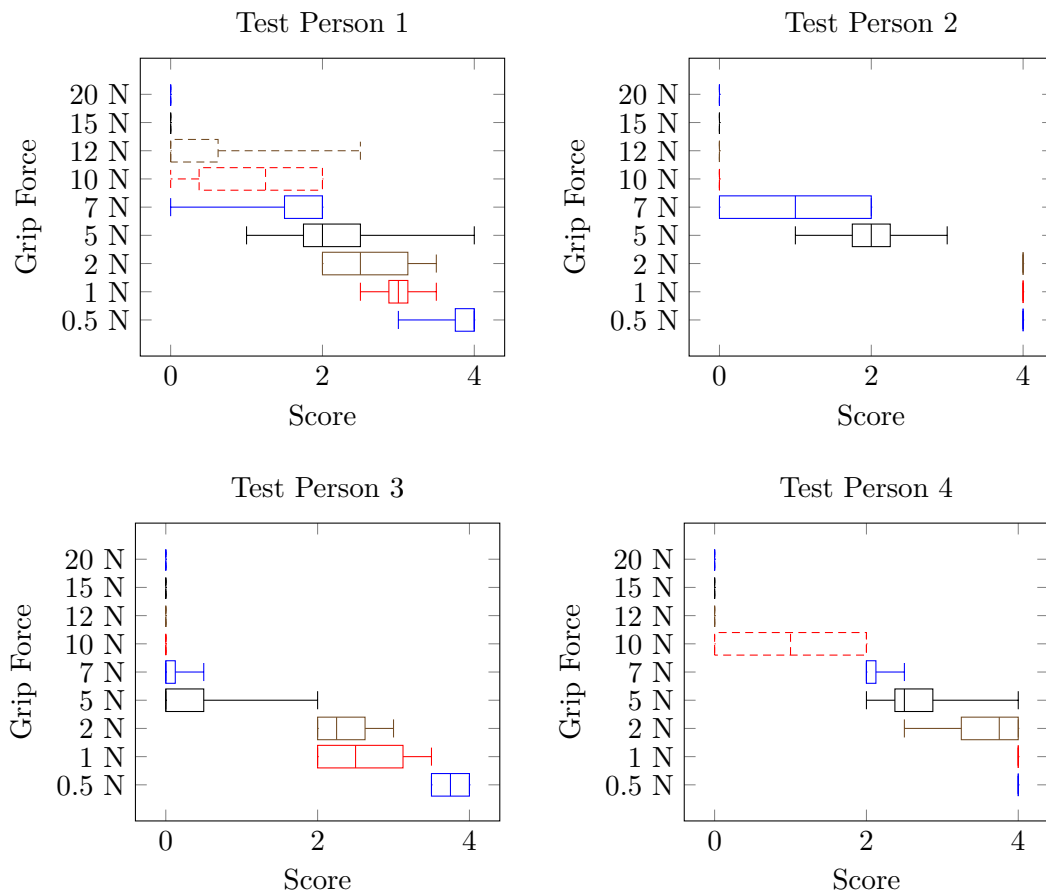 Test Person 1
Grip Force
20 N
15 N
12 N
10 N
7 N
5 N
2 N
1 N
0.5 N
0 2 4
Score
Test Person 2
Grip Force
20 N
15 N
12 N
10 N
7 N
5 N
2 N
1 N
0.5 N
0 2 4
Score
Test Person 3
Grip Force
20 N
15 N
12 N
10 N
7 N
5 N
2 N
1 N
0.5 N
0 2 4
Score
Test Person 4
Grip Force
20 N
15 N
12 N
10 N
7 N
5 N
2 N
1 N
0.5 N
0 2 4
Score